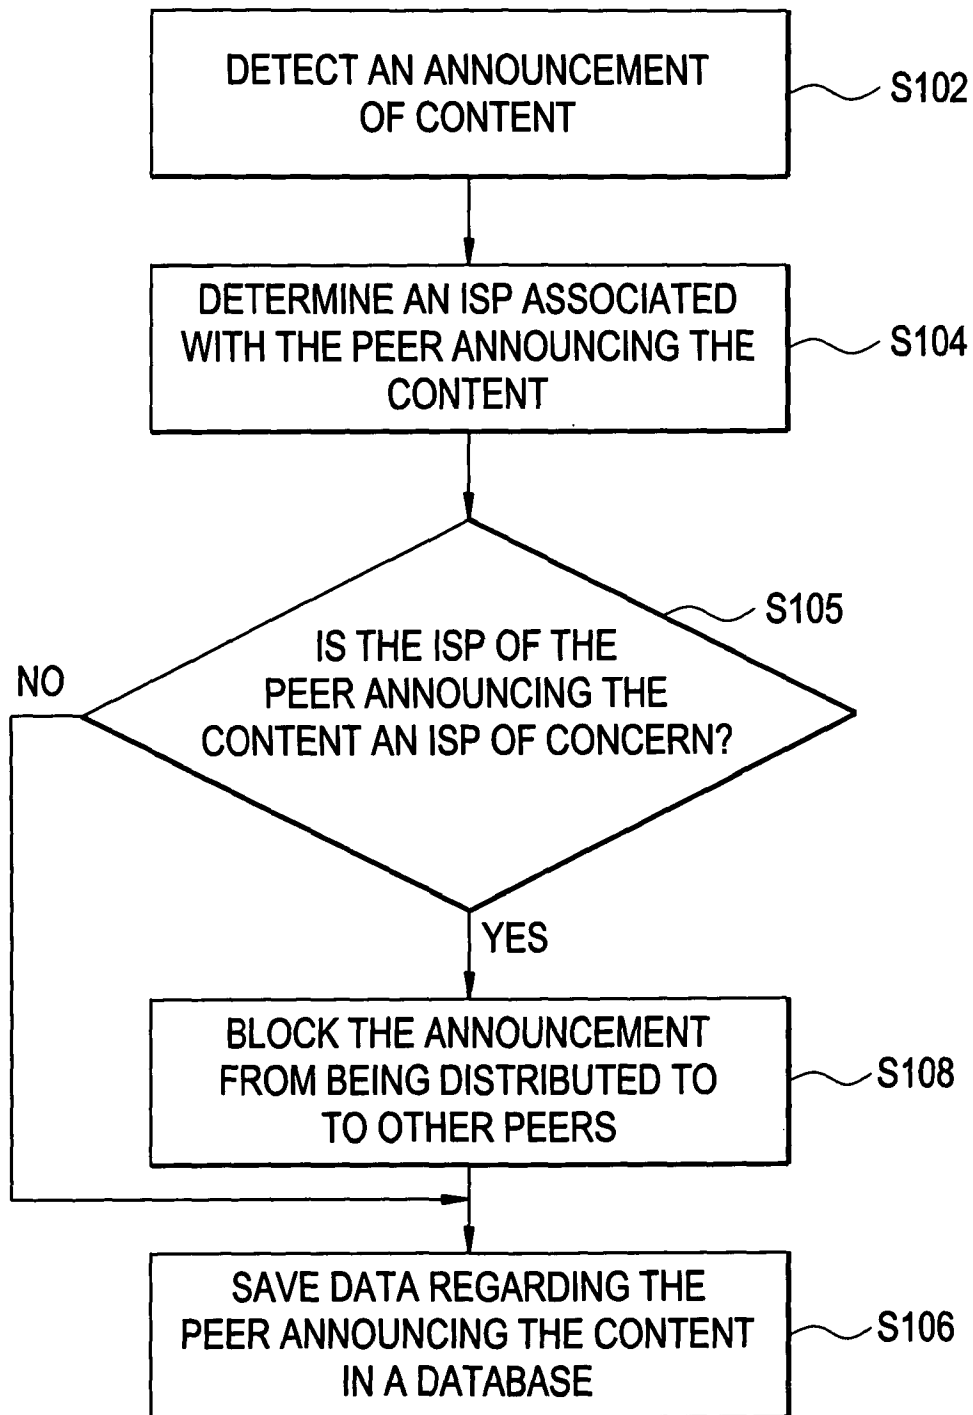 DETECT AN ANNOUNCEMENT
OF CONTENT
S102
DETERMINE AN ISP ASSOCIATED
WITH THE PEER ANNOUNCING THE
CONTENT
S104
S105
IS THE ISP OF THE
PEER ANNOUNCING THE
CONTENT AN ISP OF CONCERN?
NO
YES
BLOCK THE ANNOUNCEMENT
FROM BEING DISTRIBUTED TO
TO OTHER PEERS
S108
SAVE DATA REGARDING THE
PEER ANNOUNCING THE CONTENT
IN A DATABASE
S106